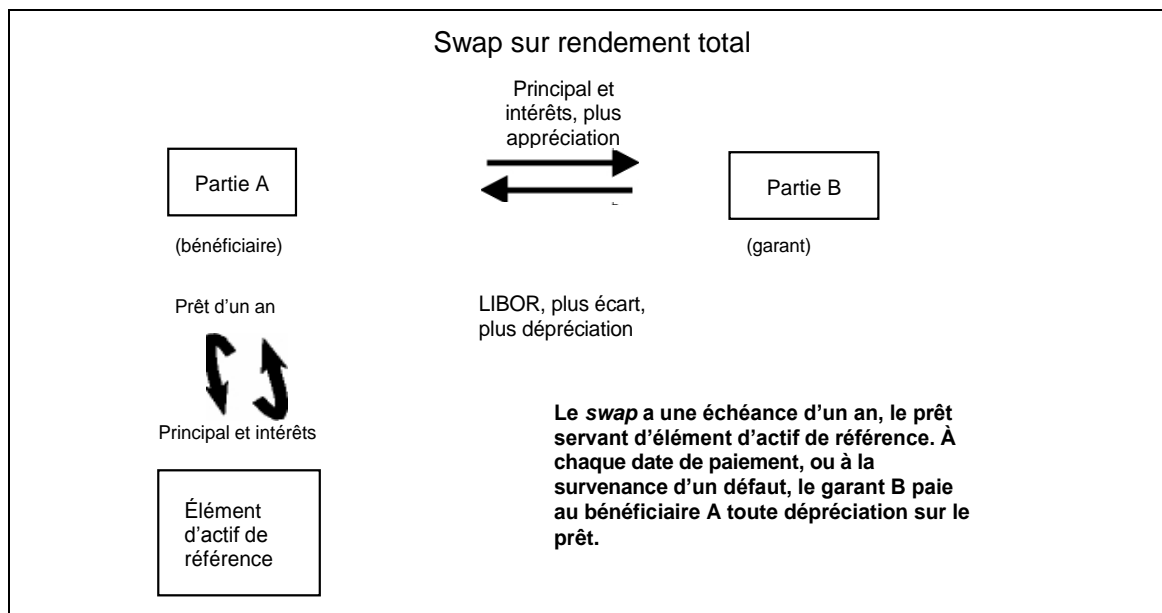 Swap sur rendement total
Principal et
intérêts, plus
appréciation
Partie A
Partie B
(bénéficiaire)
(garant)
Prêt d'un an
LIBOR, plus écart,
plus dépréciation
Principal et intérêts
Le swap a une échéance d'un an, le prêt
servant d'élément d'actif de référence. À
chaque date de paiement, ou à la
survenance d'un défaut, le garant B paie
au bénéficiaire A toute dépréciation sur le
prêt.
Élément
d'actif de
référence